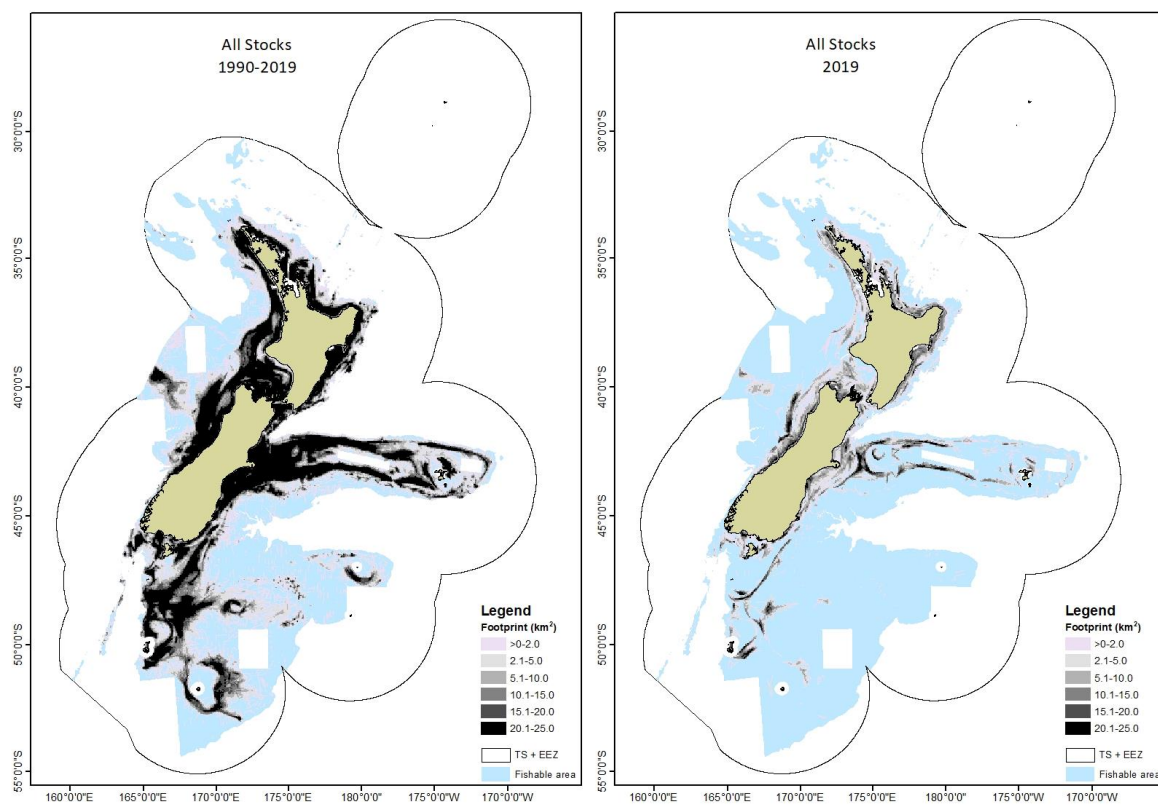 All Stocks
1990-2019
30°0'0"S
35°0'0"S
40°0'0"S
45°0'0"S
50°0'0"S
55°0'0"S
Legend
Footprint (km²)
>0-2.0
2.1-5.0
5.1-10.0
10.1-15.0
15.1-20.0
20.1-25.0
TS + EEZ
Fishable area
160°0'0"E
165°0'0"E
170°0'0"E
175°0'0"E
180°0'0"
175°0'0"W
170°0'0"W
All Stocks
2019
30°0'0"S
35°0'0"S
40°0'0"S
45°0'0"S
50°0'0"S
55°0'0"S
Legend
Footprint (km²)
>0-2.0
2.1-5.0
5.1-10.0
10.1-15.0
15.1-20.0
20.1-25.0
TS + EEZ
Fishable area
160°0'0"E
165°0'0"E
170°0'0"E
175°0'0"E
180°0'0"
175°0'0"W
170°0'0"W